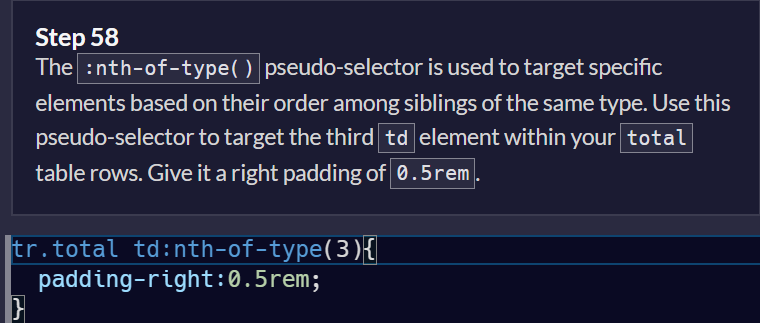 Step 58
The :nth-of-type() pseudo-selector is used to target specific
elements based on their order among siblings of the same type. Use this
pseudo-selector to target the third td element within your total
table rows. Give it a right padding of 0.5rem.
tr.total td:nth-of-type(3){
  padding-right:0.5rem;
}